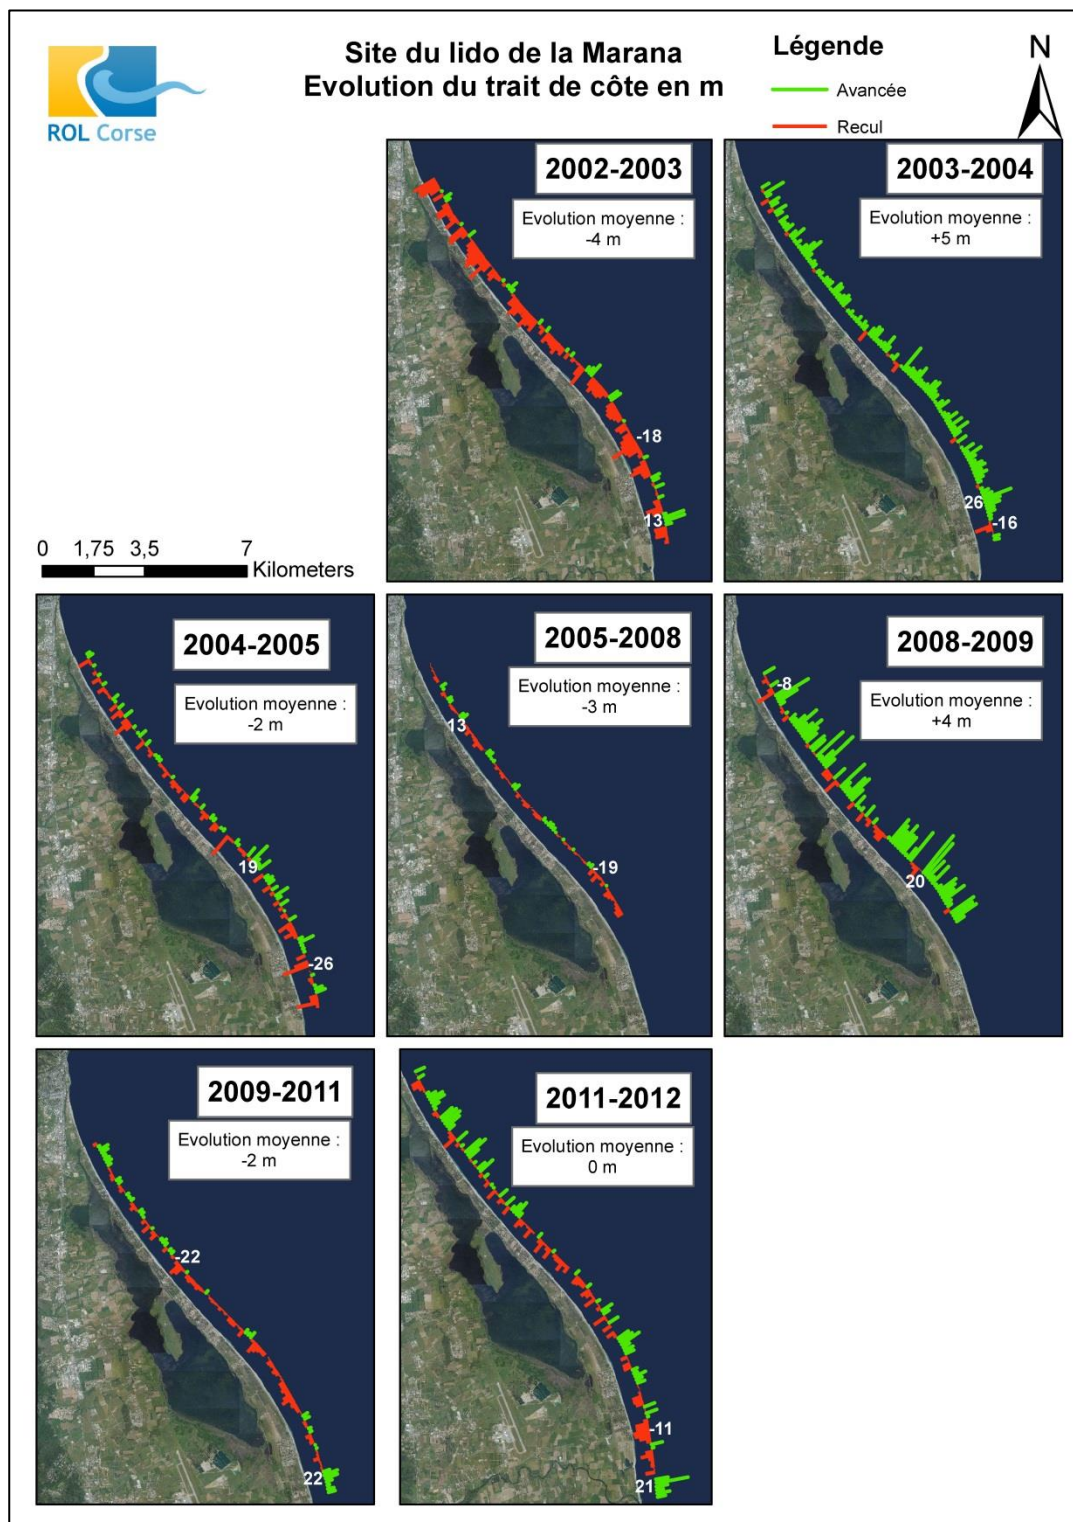 ROL Corse
Site du lido de la Marana
Evolution du trait de côte en m
Légende
Avancée
Recul
N
2002-2003
Evolution moyenne :
-4 m
-18
13
2003-2004
Evolution moyenne :
+5 m
26
-16
0 1,75 3,5 7
Kilometers
2004-2005
Evolution moyenne :
-2 m
19
-26
2005-2008
Evolution moyenne :
-3 m
13
-19
2008-2009
Evolution moyenne :
+4 m
-8
20
2009-2011
Evolution moyenne :
-2 m
-22
22
2011-2012
Evolution moyenne :
0 m
-11
21